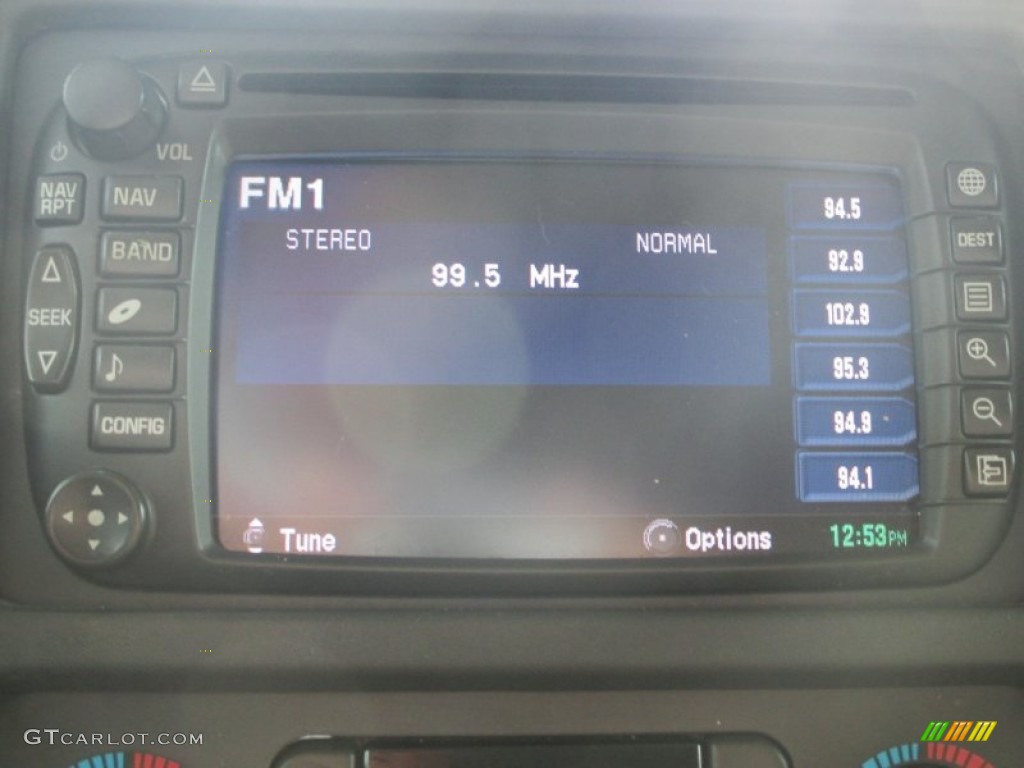 VOL
NAV RPT
NAV
BAND
SEEK
CONFIG
FM1
STEREO NORMAL
99.5 MHz
94.5
92.9
102.9
95.3
94.9
94.1
Tune
Options
12:53PM
DEST
GTCARLOT.COM